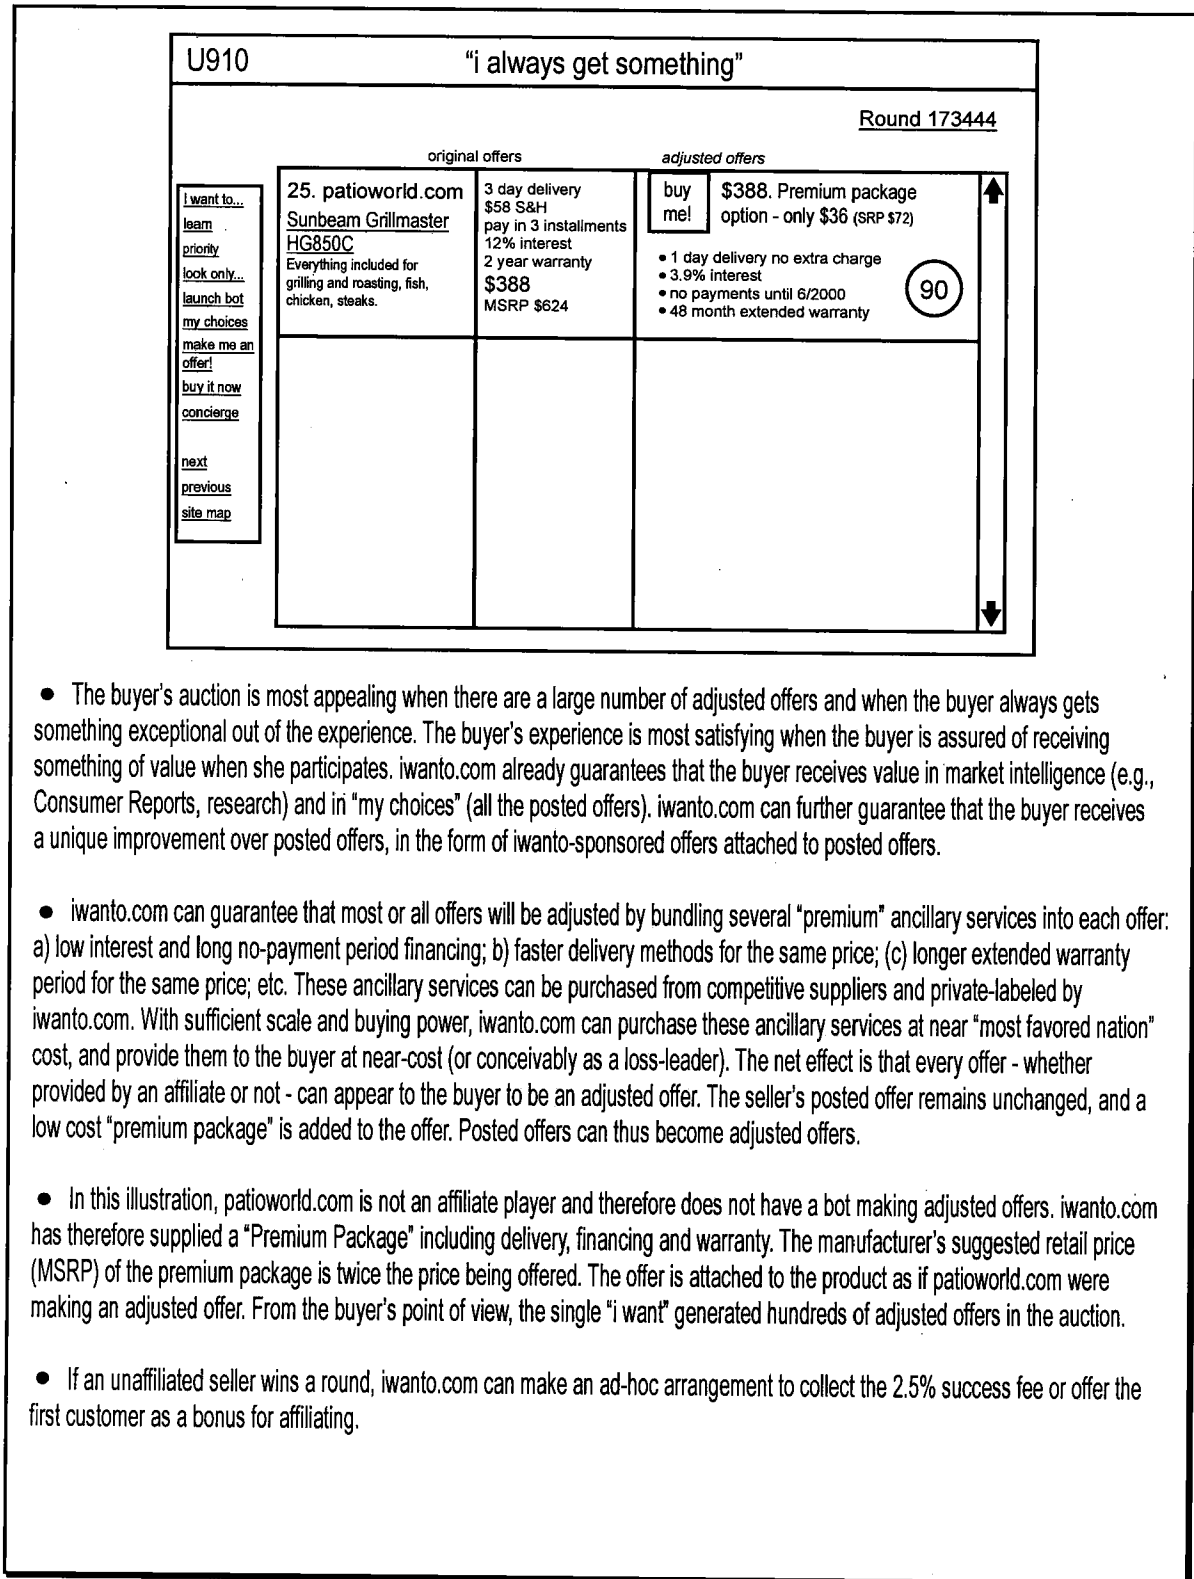 U910
“i always get something”
Round 173444
original offers
adjusted offers
I want to...
learn
priority
look only...
launch bot
my choices
make me an
offer!
buy it now
concierge
next
previous
site map
25. patioworld.com
Sunbeam Grillmaster
HG850C
Everything included for
grilling and roasting, fish,
chicken, steaks.
3 day delivery
$58 S&H
pay in 3 installments
12% interest
2 year warranty
$388
MSRP $624
buy
me!
$388. Premium package
option - only $36 (SRP $72)
• 1 day delivery no extra charge
• 3.9% interest
• no payments until 6/2000
• 48 month extended warranty
90
• The buyer's auction is most appealing when there are a large number of adjusted offers and when the buyer always gets
something exceptional out of the experience. The buyer's experience is most satisfying when the buyer is assured of receiving
something of value when she participates. iwanto.com already guarantees that the buyer receives value in market intelligence (e.g.,
Consumer Reports, research) and in “my choices” (all the posted offers). iwanto.com can further guarantee that the buyer receives
a unique improvement over posted offers, in the form of iwanto-sponsored offers attached to posted offers.
• iwanto.com can guarantee that most or all offers will be adjusted by bundling several “premium” ancillary services into each offer:
a) low interest and long no-payment period financing; b) faster delivery methods for the same price; (c) longer extended warranty
period for the same price; etc. These ancillary services can be purchased from competitive suppliers and private-labeled by
iwanto.com. With sufficient scale and buying power, iwanto.com can purchase these ancillary services at near “most favored nation”
cost, and provide them to the buyer at near-cost (or conceivably as a loss-leader). The net effect is that every offer - whether
provided by an affiliate or not - can appear to the buyer to be an adjusted offer. The seller's posted offer remains unchanged, and a
low cost “premium package” is added to the offer. Posted offers can thus become adjusted offers.
• In this illustration, patioworld.com is not an affiliate player and therefore does not have a bot making adjusted offers. iwanto.com
has therefore supplied a “Premium Package” including delivery, financing and warranty. The manufacturer's suggested retail price
(MSRP) of the premium package is twice the price being offered. The offer is attached to the product as if patioworld.com were
making an adjusted offer. From the buyer's point of view, the single “i want” generated hundreds of adjusted offers in the auction.
• If an unaffiliated seller wins a round, iwanto.com can make an ad-hoc arrangement to collect the 2.5% success fee or offer the
first customer as a bonus for affiliating.